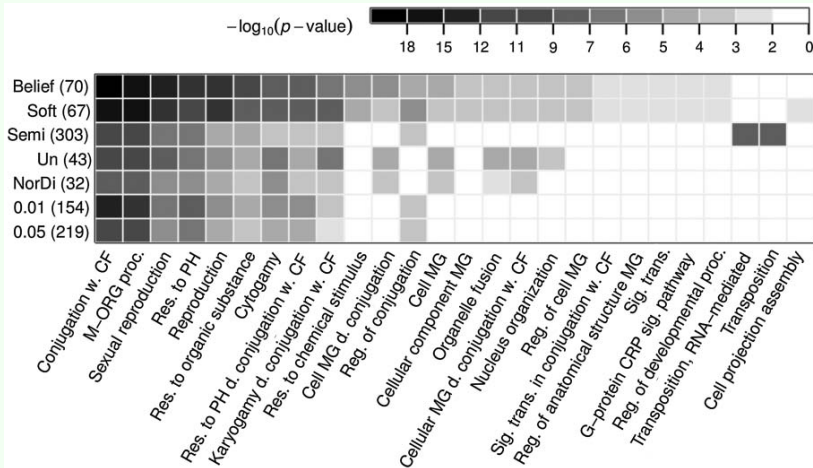 −log₁₀(p − value)
18 15 12 11 9 7 6 5 4 3 2 0
Belief (70)
Soft (67)
Semi (303)
Un (43)
NorDi (32)
0.01 (154)
0.05 (219)
Conjugation w. CF
M−ORG proc.
Sexual reproduction
Res. to PH
Reproduction
Res. to organic substance
Cytogamy
Res. to PH d. conjugation w. CF
Karyogamy d. conjugation w. CF
Res. to chemical stimulus
Cell MG d. conjugation
Reg. of conjugation
Cell MG
Cellular component MG
Organelle fusion
Cellular MG d. conjugation w. CF
Nucleus organization
Reg. of cell MG
Sig. trans. in conjugation w. CF
Reg. of anatomical structure MG
Sig. trans.
G−protein CRP sig. pathway
Reg. of developmental proc.
Transposition, RNA−mediated
Transposition
Cell projection assembly